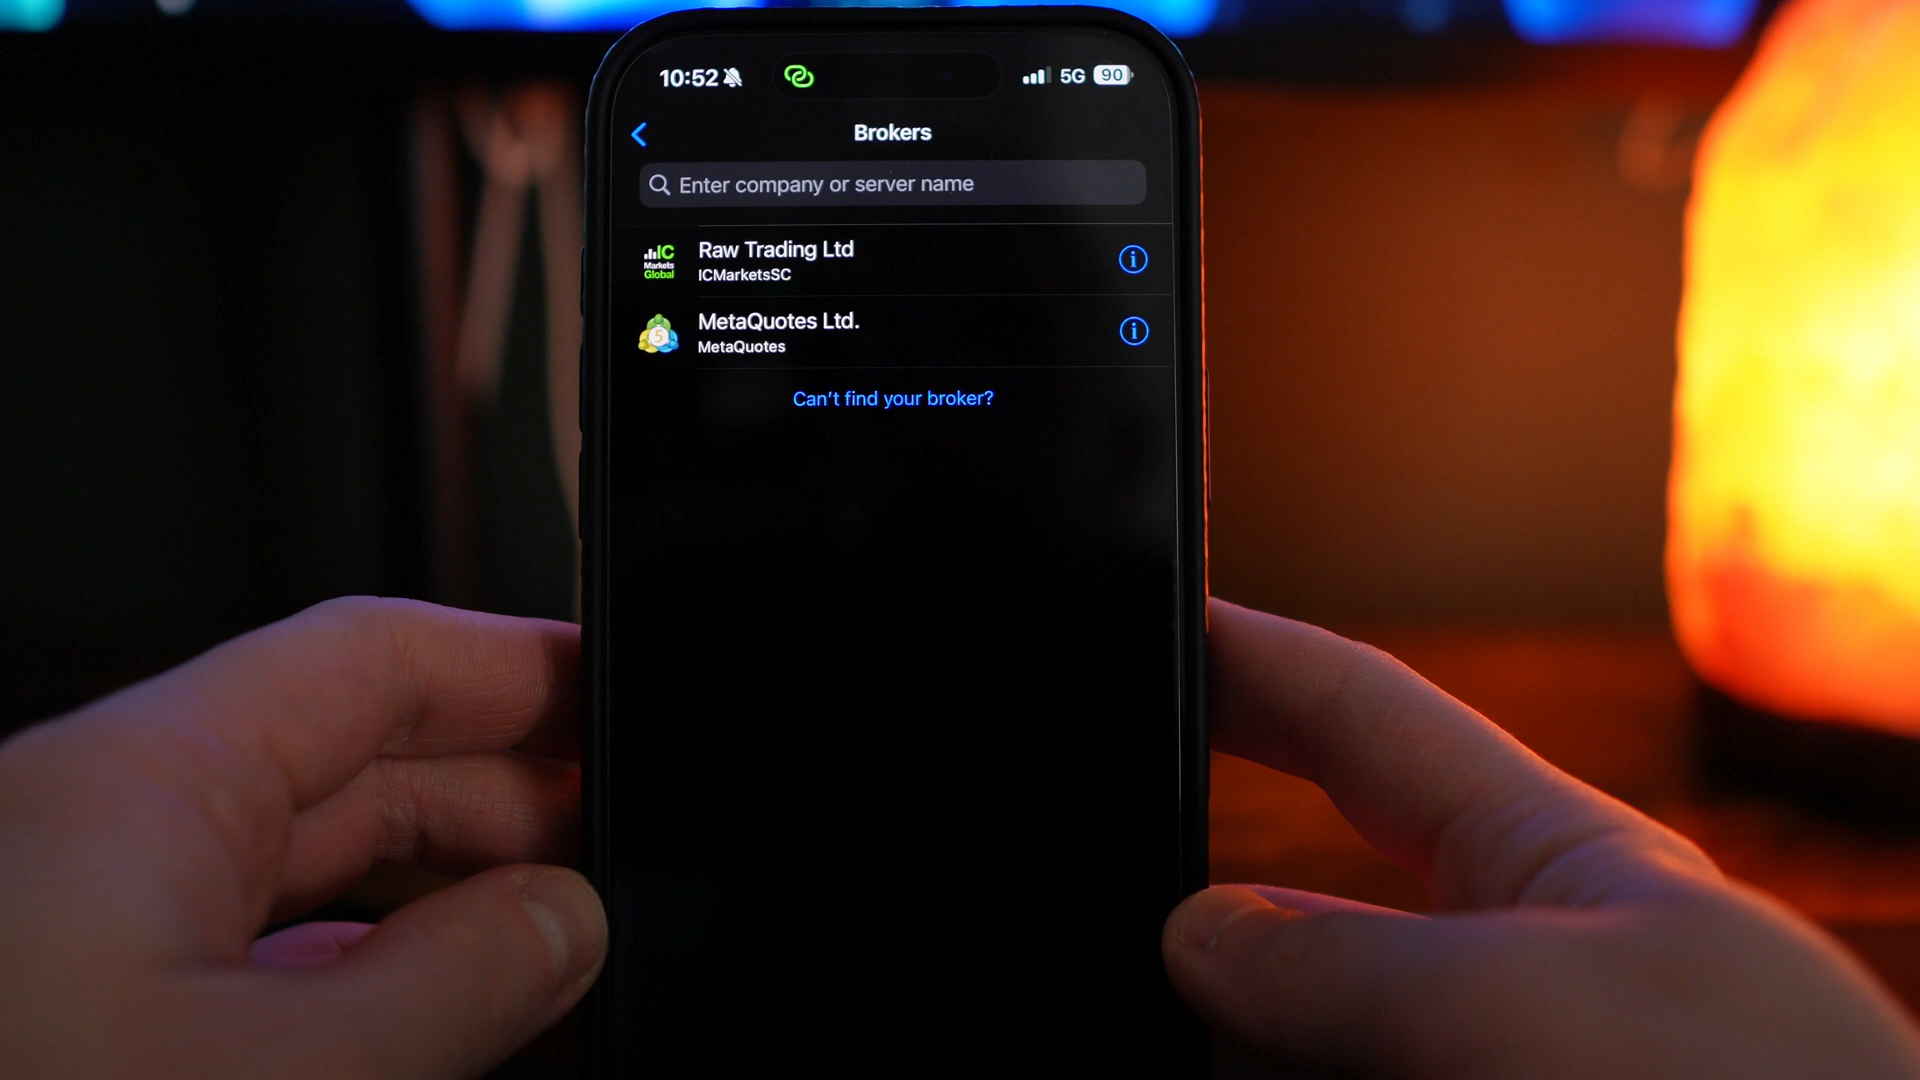 10:52
5G 90
Brokers
Enter company or server name
IC
Markets
Global
Raw Trading Ltd
ICMarketsSC
5
MetaQuotes Ltd.
MetaQuotes
Can't find your broker?